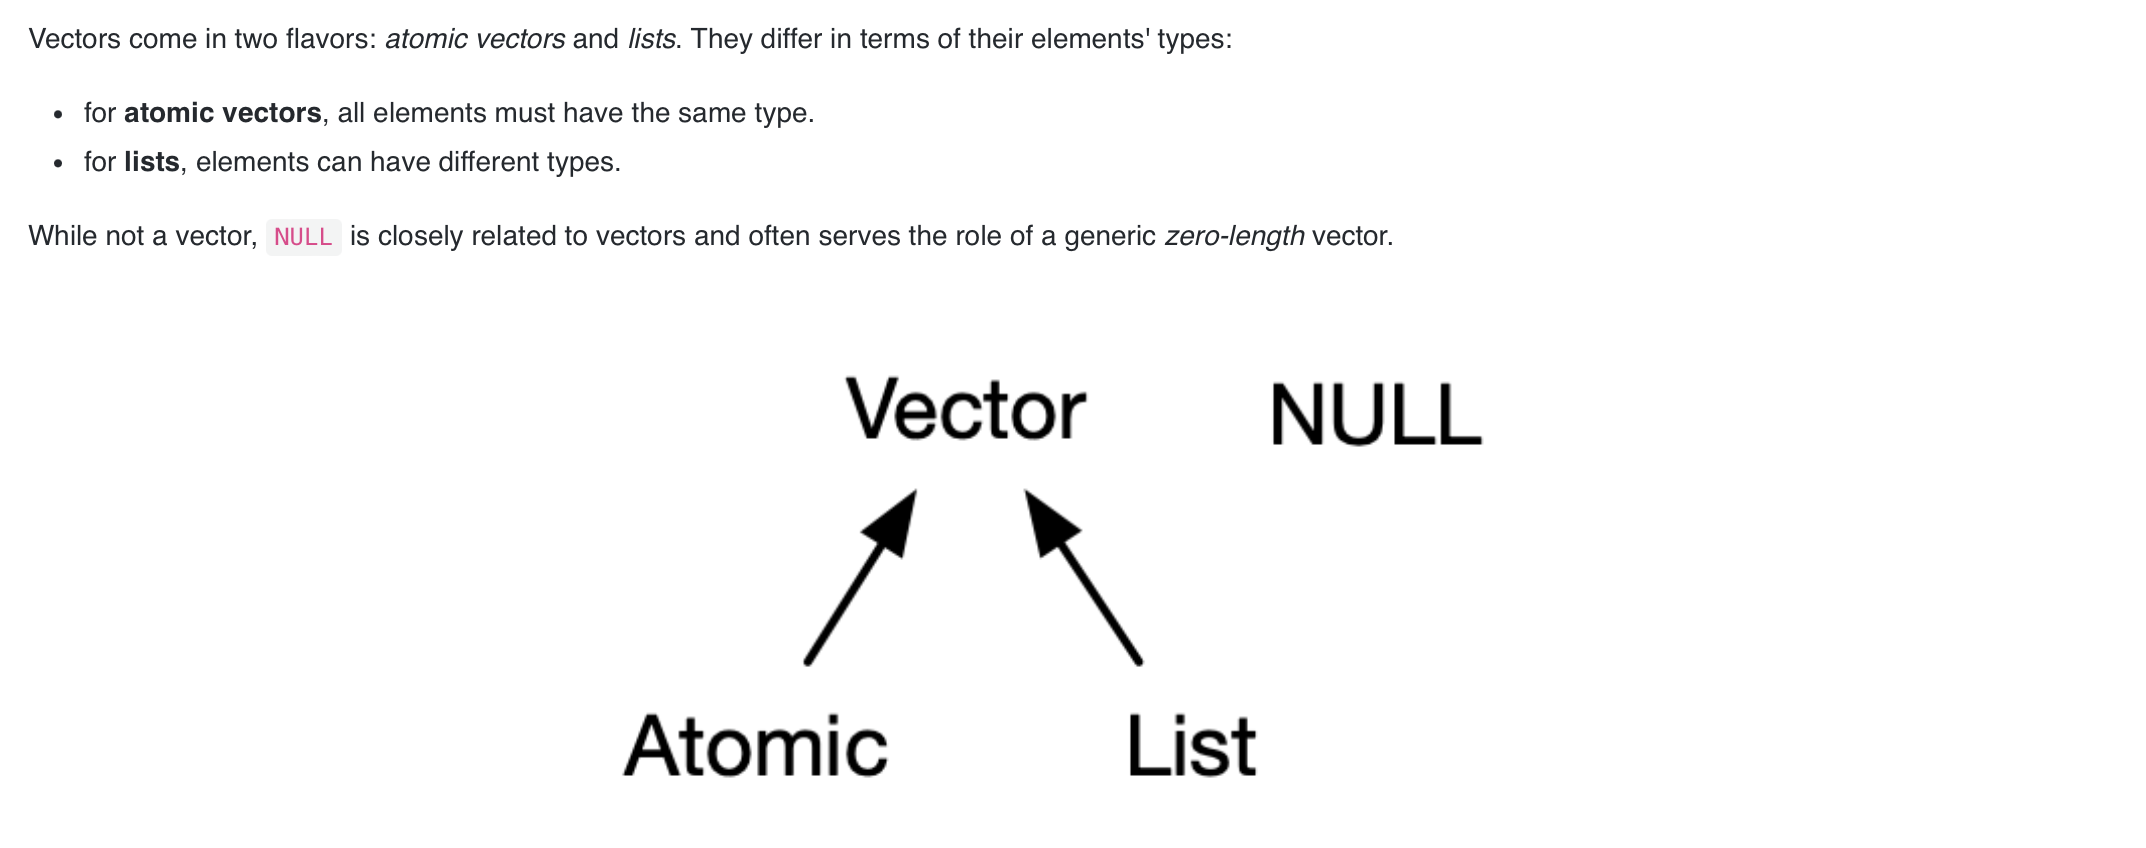 Vectors come in two flavors: atomic vectors and lists. They differ in terms of their elements' types:
• for atomic vectors, all elements must have the same type.
• for lists, elements can have different types.
While not a vector, NULL is closely related to vectors and often serves the role of a generic zero-length vector.
Vector NULL
Atomic List